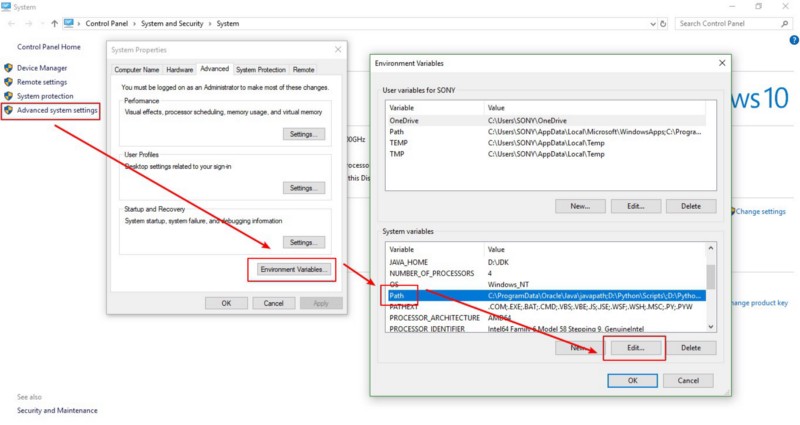 System
Control Panel > System and Security > System
Search Control Panel
Control Panel Home
Device Manager
Remote settings
System protection
Advanced system settings
See also
Security and Maintenance
System Properties
Computer Name Hardware Advanced System Protection Remote
You must be logged on as an Administrator to make most of these changes.
Performance
Visual effects, processor scheduling, memory usage, and virtual memory
Settings...
User Profiles
Desktop settings related to your sign-in
Settings...
Startup and Recovery
System startup, system failure, and debugging information
Settings...
Environment Variables...
OK Cancel Apply
00GHz
rocessor
this Dis
Environment Variables
User variables for SONY
Variable Value
OneDrive C:\Users\SONY\OneDrive
Path C:\Users\SONY\AppData\Local\Microsoft\WindowsApps;C:\Progra...
TEMP C:\Users\SONY\AppData\Local\Temp
TMP C:\Users\SONY\AppData\Local\Temp
New... Edit... Delete
System variables
Variable Value
JAVA_HOME D:\JDK
NUMBER_OF_PROCESSORS 4
OS Windows_NT
Path C:\ProgramData\Oracle\Java\javapath;D:\Python\Scripts\;D:\Pytho...
PATHEXT .COM;.EXE;.BAT;.CMD;.VBS;.VBE;.JS;.JSE;.WSF;.WSH;.MSC;.PY;.PYW
PROCESSOR_ARCHITECTURE AMD64
PROCESSOR_IDENTIFIER Intel64 Family 6 Model 58 Stepping 9, GenuineIntel
New... Edit... Delete
OK Cancel
ws 10
Change settings
hange product key